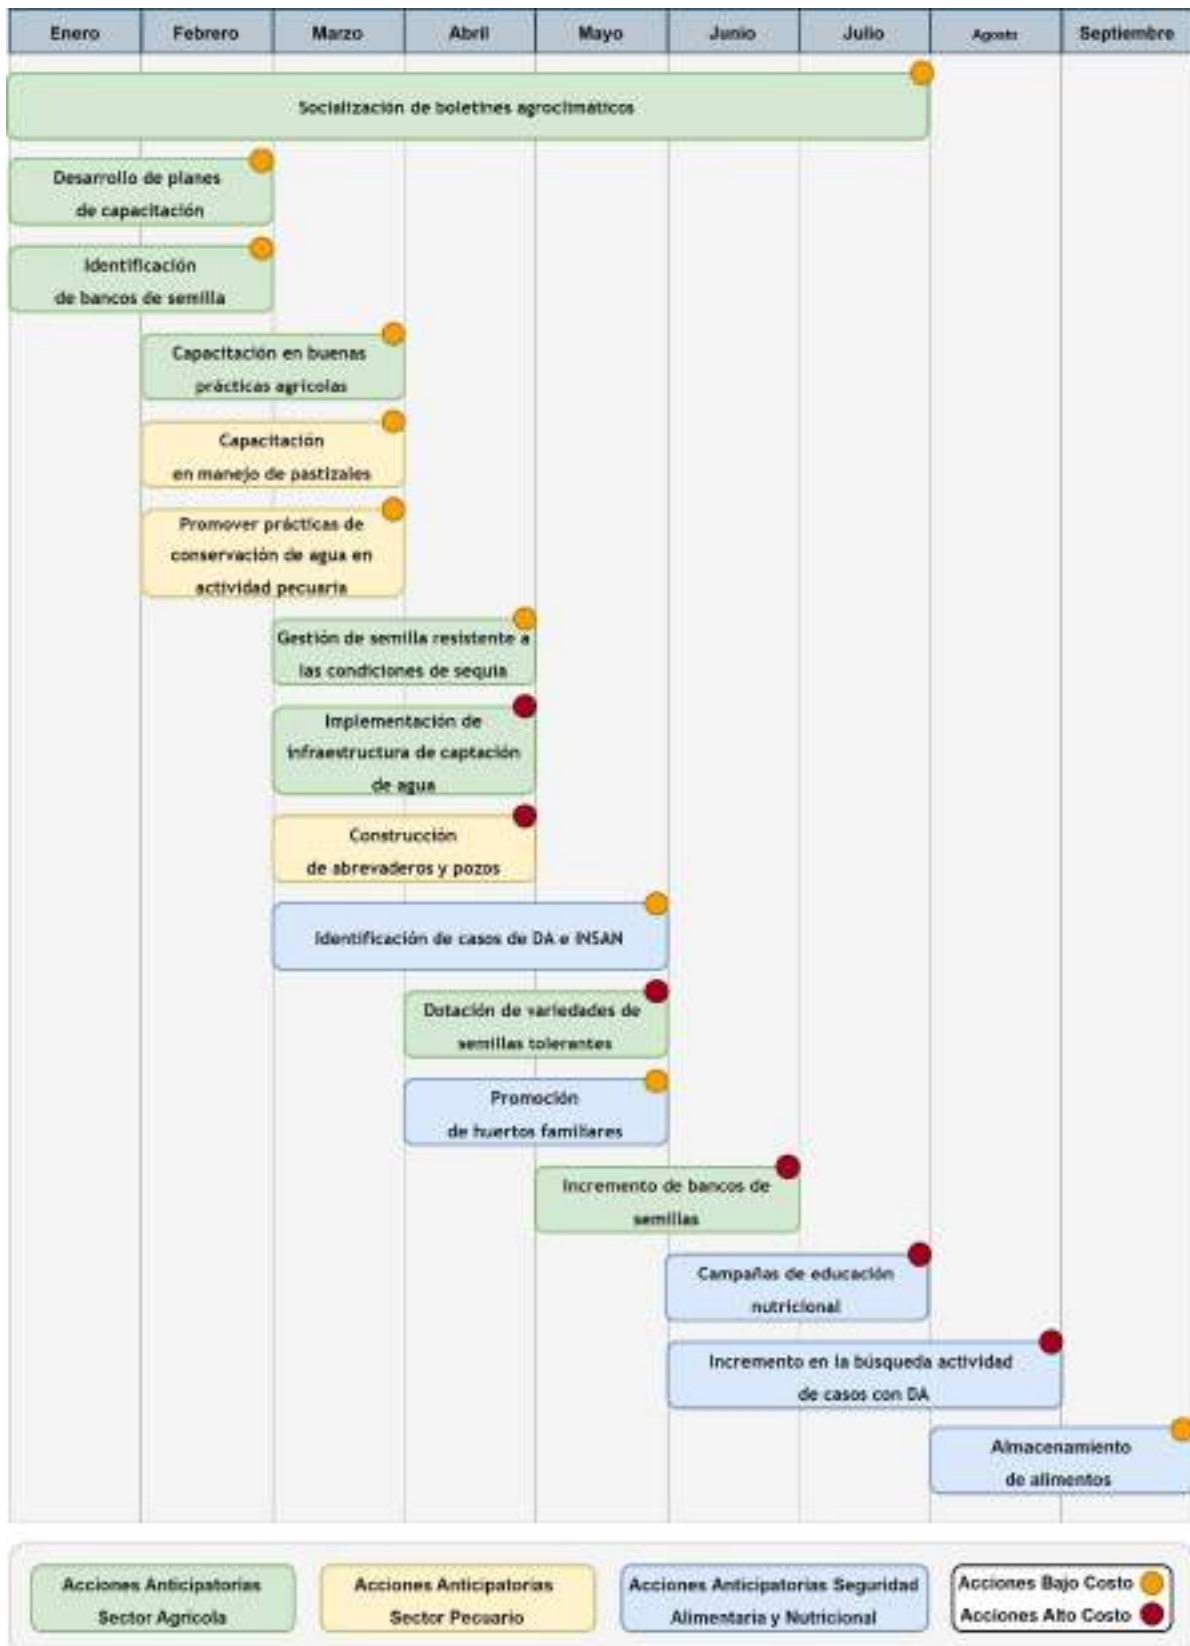 Enero Febrero Marzo Abril Mayo Junio Julio Agosto Septiembre
Socialización de boletines agroclimáticos
Desarrollo de planes
de capacitación
Identificación
de bancos de semilla
Capacitación en buenas
prácticas agrícolas
Capacitación
en manejo de pastizales
Promover prácticas de
conservación de agua en
actividad pecuaria
Gestión de semilla resistente a
las condiciones de sequía
Implementación de
infraestructura de captación
de agua
Construcción
de abrevaderos y pozos
Identificación de casos de DA e INSAN
Dotación de variedades de
semillas tolerantes
Promoción
de huertos familiares
Incremento de bancos de
semillas
Campañas de educación
nutricional
Incremento en la búsqueda actividad
de casos con DA
Almacenamiento
de alimentos
Acciones Anticipatorias
Sector Agrícola
Acciones Anticipatorias
Sector Pecuario
Acciones Anticipatorias Seguridad
Alimentaria y Nutricional
Acciones Bajo Costo
Acciones Alto Costo